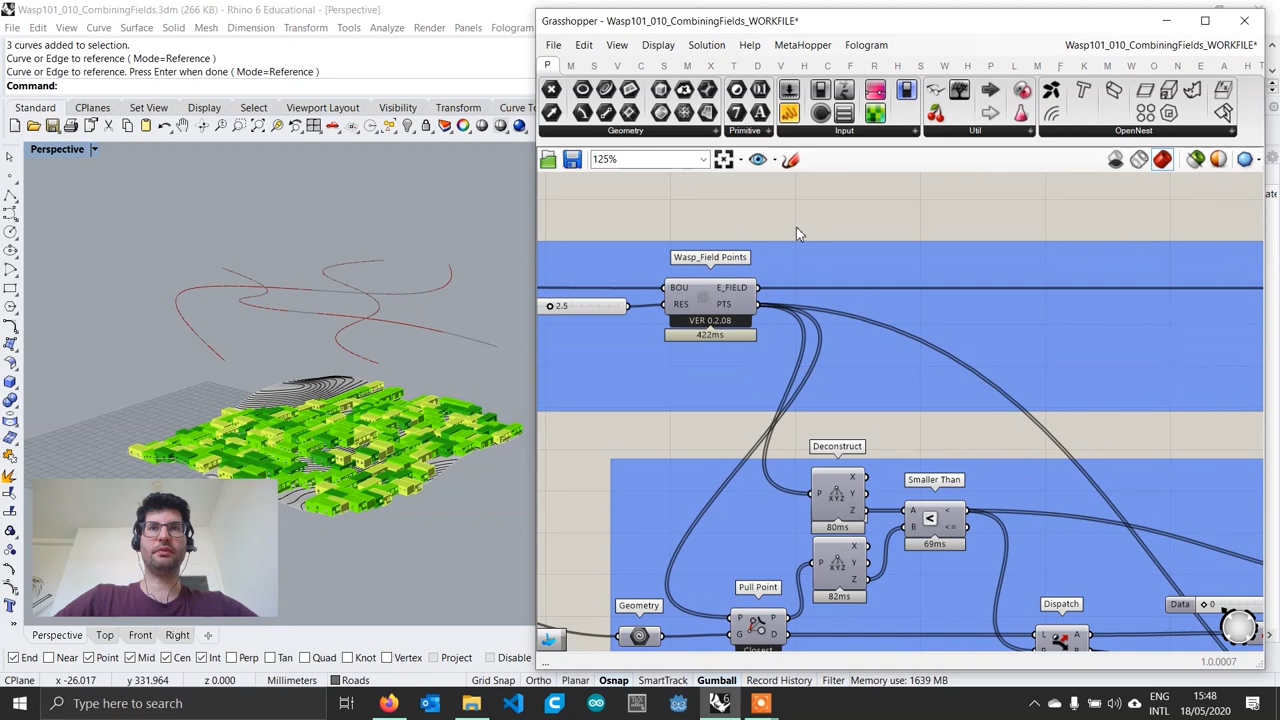 Wasp101_010_CombiningFields.3dm (266 KB) - Rhino 6 Educational - [Perspective]
File Edit View Curve Surface Solid Mesh Dimension Transform Tools Analyze Render Panels Fologram
3 curves added to selection.
Curve or Edge to reference ( Mode=Reference )
Curve or Edge to reference. Press Enter when done ( Mode=Reference )
Command:
Standard CPlanes Set View Display Select Viewport Layout Visibility Transform Curve To
Perspective
Grasshopper - Wasp101_010_CombiningFields_WORKFILE*
File Edit View Display Solution Help MetaHopper Fologram Wasp101_010_CombiningFields_WORKFILE*
P M S V C S M X T D V H R B K H S L W T P A M F L C G L E D F A C H T
Geometry Primitive Input Util OpenNest
125%
Wasp_Field Points
BOU E_FIELD
RES PTS
2.5
VER 0.2.08
422ms
Deconstruct
P X Y Z
80ms
Smaller Than
A B < <=
69ms
P X Y Z
82ms
Pull Point
P G P D
Closest
Geometry
Dispatch
L A
Data 0
...
1.0.0007
Perspective Top Front Right
End Near Point Mid Cen Int Perp Tan Quad Knot Vertex Project Disable
CPlane x -26.017 y 331.964 z 0.000 Millimeters Roads Grid Snap Ortho Planar Osnap SmartTrack Gumball Record History Filter Memory use: 1639 MB
Type here to search
ENG
INTL
15:48
18/05/2020